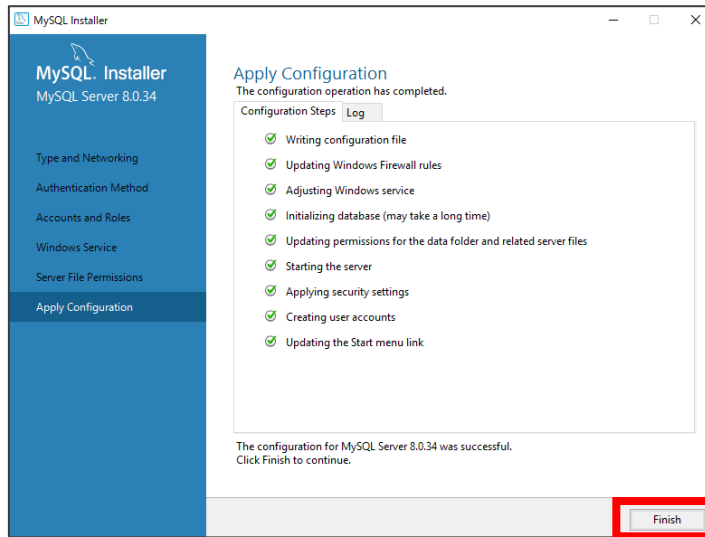 MySQL Installer
MySQL. Installer
MySQL Server 8.0.34
Type and Networking
Authentication Method
Accounts and Roles
Windows Service
Server File Permissions
Apply Configuration
Apply Configuration
The configuration operation has completed.
Configuration Steps Log
Writing configuration file
Updating Windows Firewall rules
Adjusting Windows service
Initializing database (may take a long time)
Updating permissions for the data folder and related server files
Starting the server
Applying security settings
Creating user accounts
Updating the Start menu link
The configuration for MySQL Server 8.0.34 was successful.
Click Finish to continue.
Finish